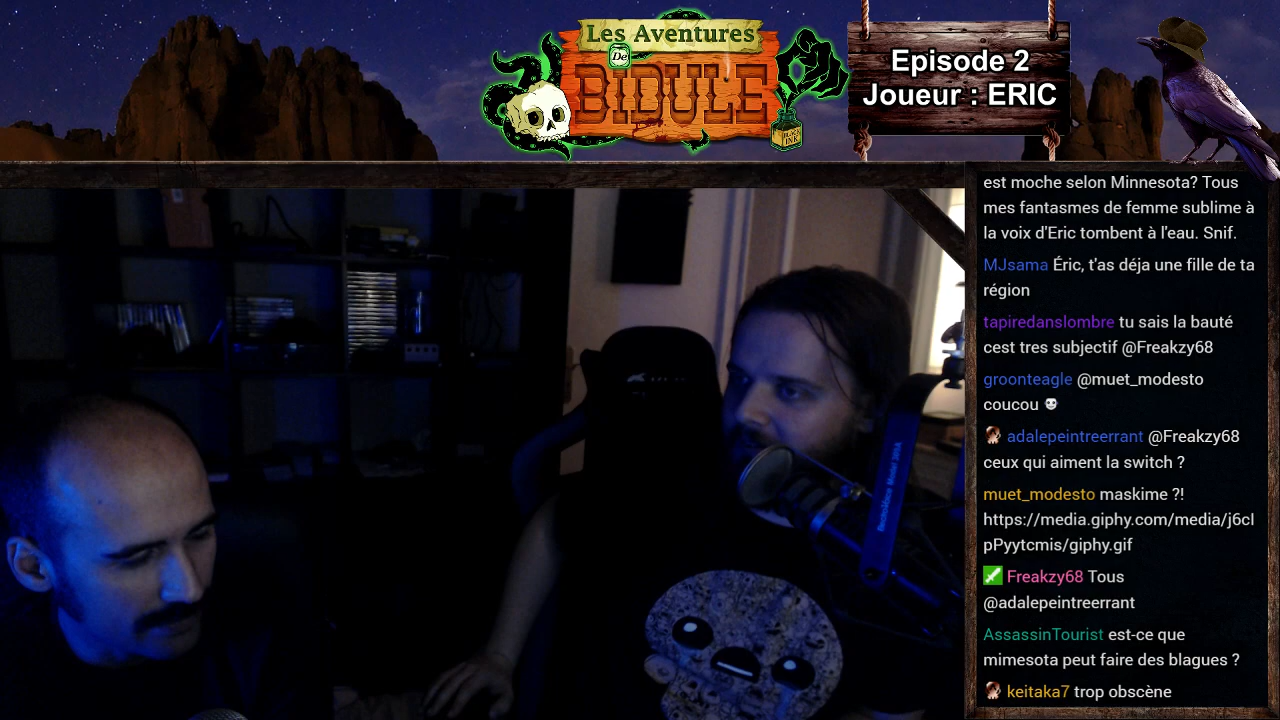 Les Aventures
De
BIDULE
BLACK
INK
Episode 2
Joueur : ERIC
est moche selon Minnesota? Tous
mes fantasmes de femme sublime à
la voix d'Eric tombent à l'eau. Snif.
MJsama Éric, t'as déja une fille de ta
région
tapiredanslombre tu sais la bauté
cest tres subjectif @Freakzy68
groonteagle @muet_modesto
coucou
adalepeintreerrant @Freakzy68
ceux qui aiment la switch ?
muet_modesto maskime ?!
https://media.giphy.com/media/j6cI
pPyytcmis/giphy.gif
Freakzy68 Tous
@adalepeintreerrant
AssassinTourist est-ce que
mimesota peut faire des blagues ?
keitaka7 trop obscène